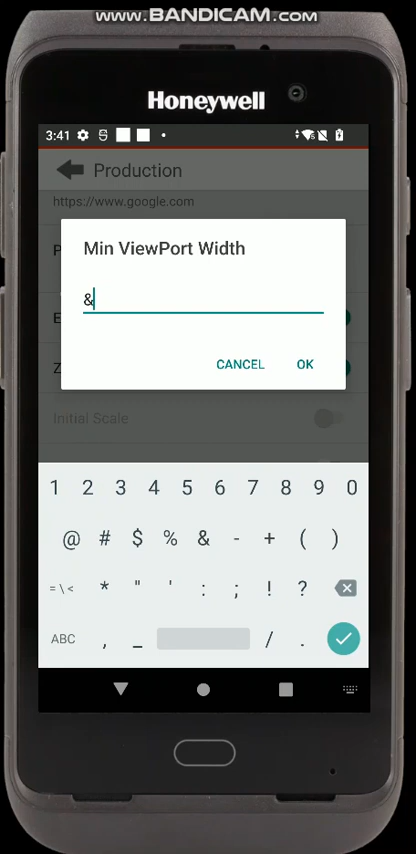 www.BANDICAM.com
Honeywell
3:41
Production
https://www.google.com
P
Min ViewPort Width
&
E
Z
CANCEL OK
Initial Scale
1 2 3 4 5 6 7 8 9 0
@ # $ % & - + ( )
= \ < * " ' : ; ! ?
ABC , _ / .